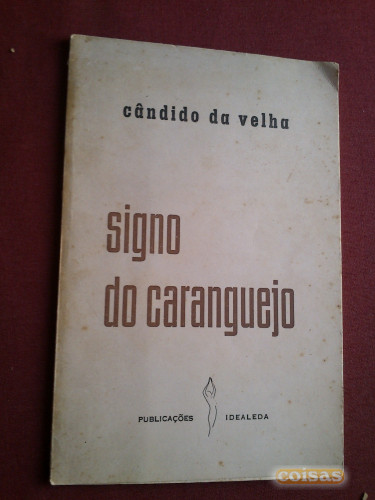 cândido da velha
signo
do caranguejo
PUBLICAÇÕES IDEALEDA
coisas